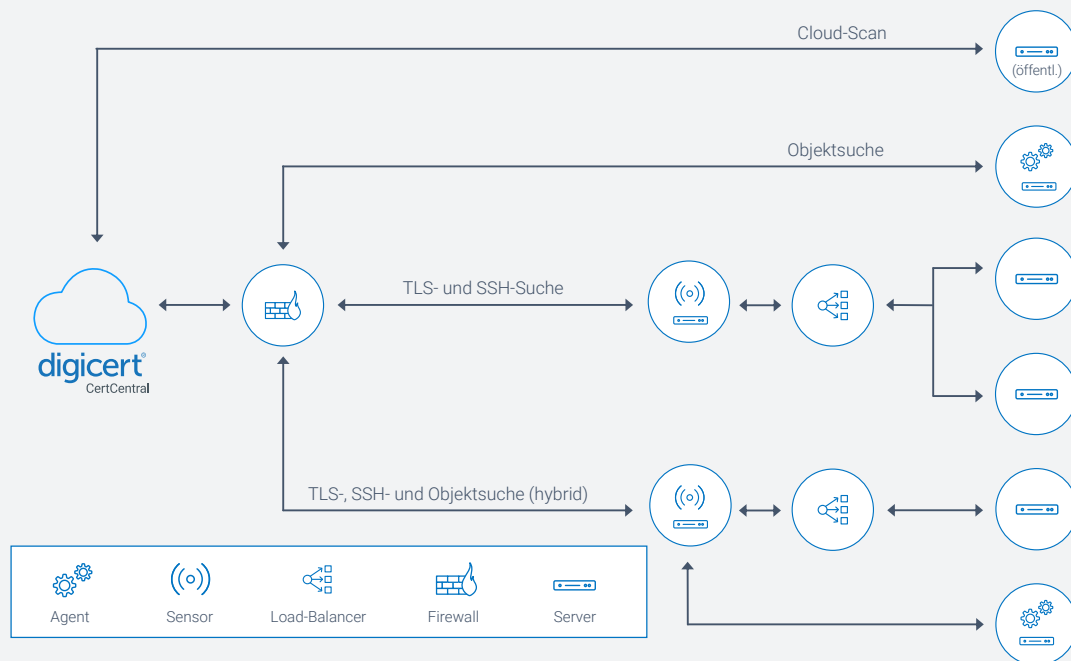 Cloud-Scan
(öffentl.)
Objektsuche
TLS- und SSH-Suche
digicert®
CertCentral
TLS-, SSH- und Objektsuche (hybrid)
Agent
Sensor
Load-Balancer
Firewall
Server